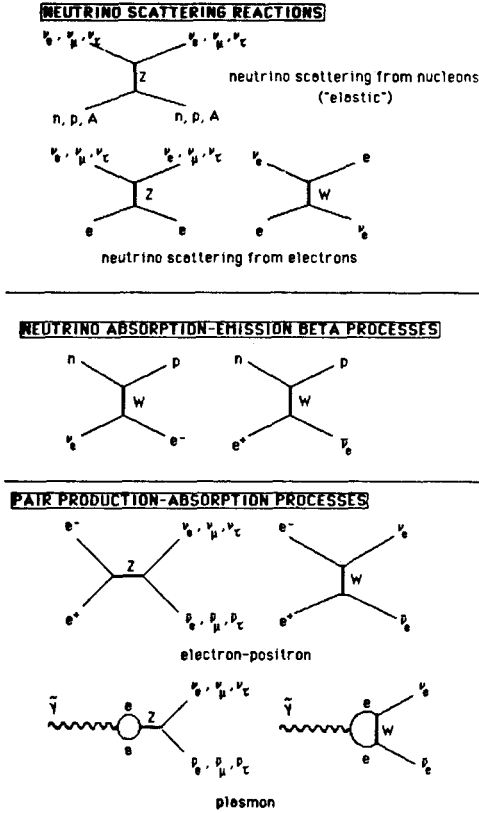 NEUTRINO SCATTERING REACTIONS
νe, νμ, ντ νe, νμ, ντ
Z
neutrino scattering from nucleons
("elastic")
n, p, A n, p, A
νe, νμ, ντ νe, νμ, ντ νe e
Z W
e e e νe
neutrino scattering from electrons
NEUTRINO ABSORPTION-EMISSION BETA PROCESSES
n p n p
W W
νe e⁻ e⁺ ν̄e
PAIR PRODUCTION-ABSORPTION PROCESSES
e⁻ νe, νμ, ντ e⁻ νe
Z W
e⁺ ν̄e, ν̄μ, ν̄τ e⁺ ν̄e
electron-positron
γ̃ e Z νe, νμ, ντ γ̃ e W νe
e ν̄e, ν̄μ, ν̄τ e ν̄e
plasmon